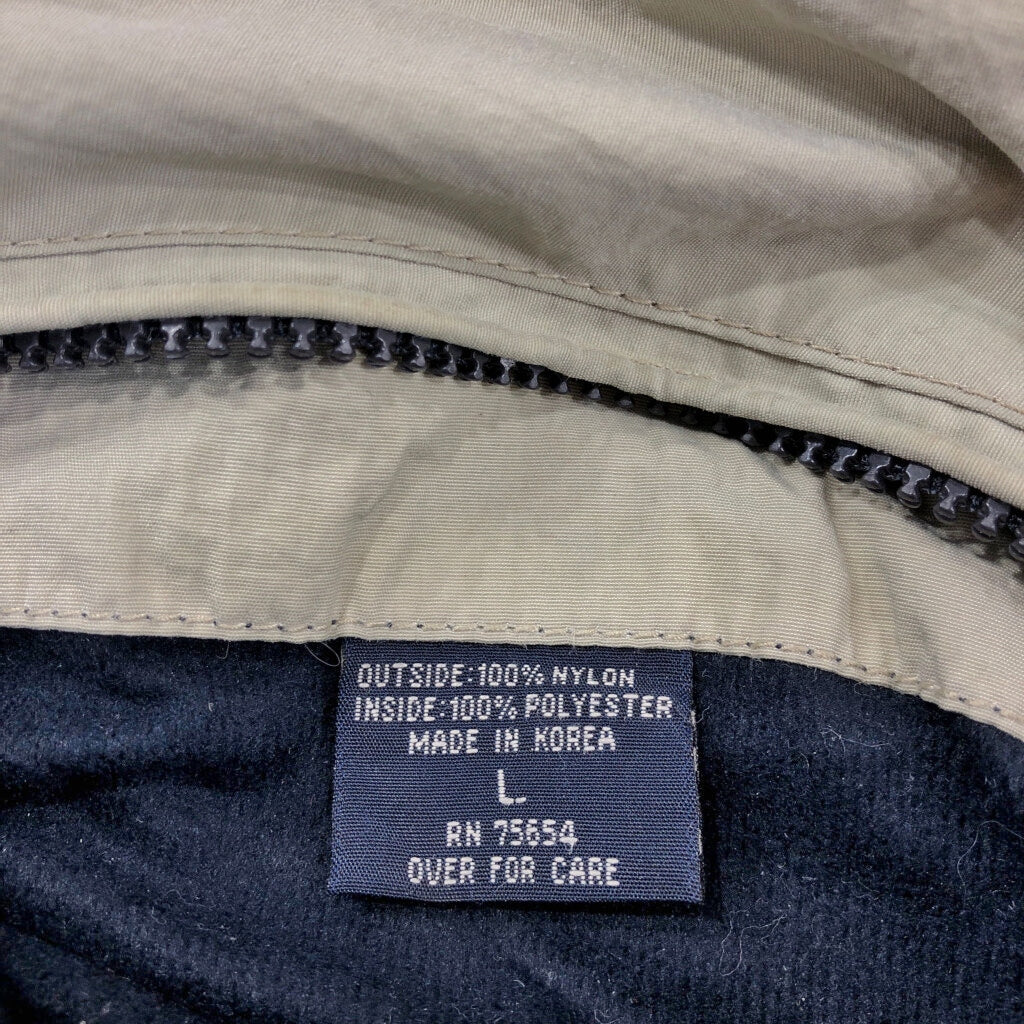 OUTSIDE:100% NYLON
INSIDE:100% POLYESTER
MADE IN KOREA
L
RN 75654
OVER FOR CARE